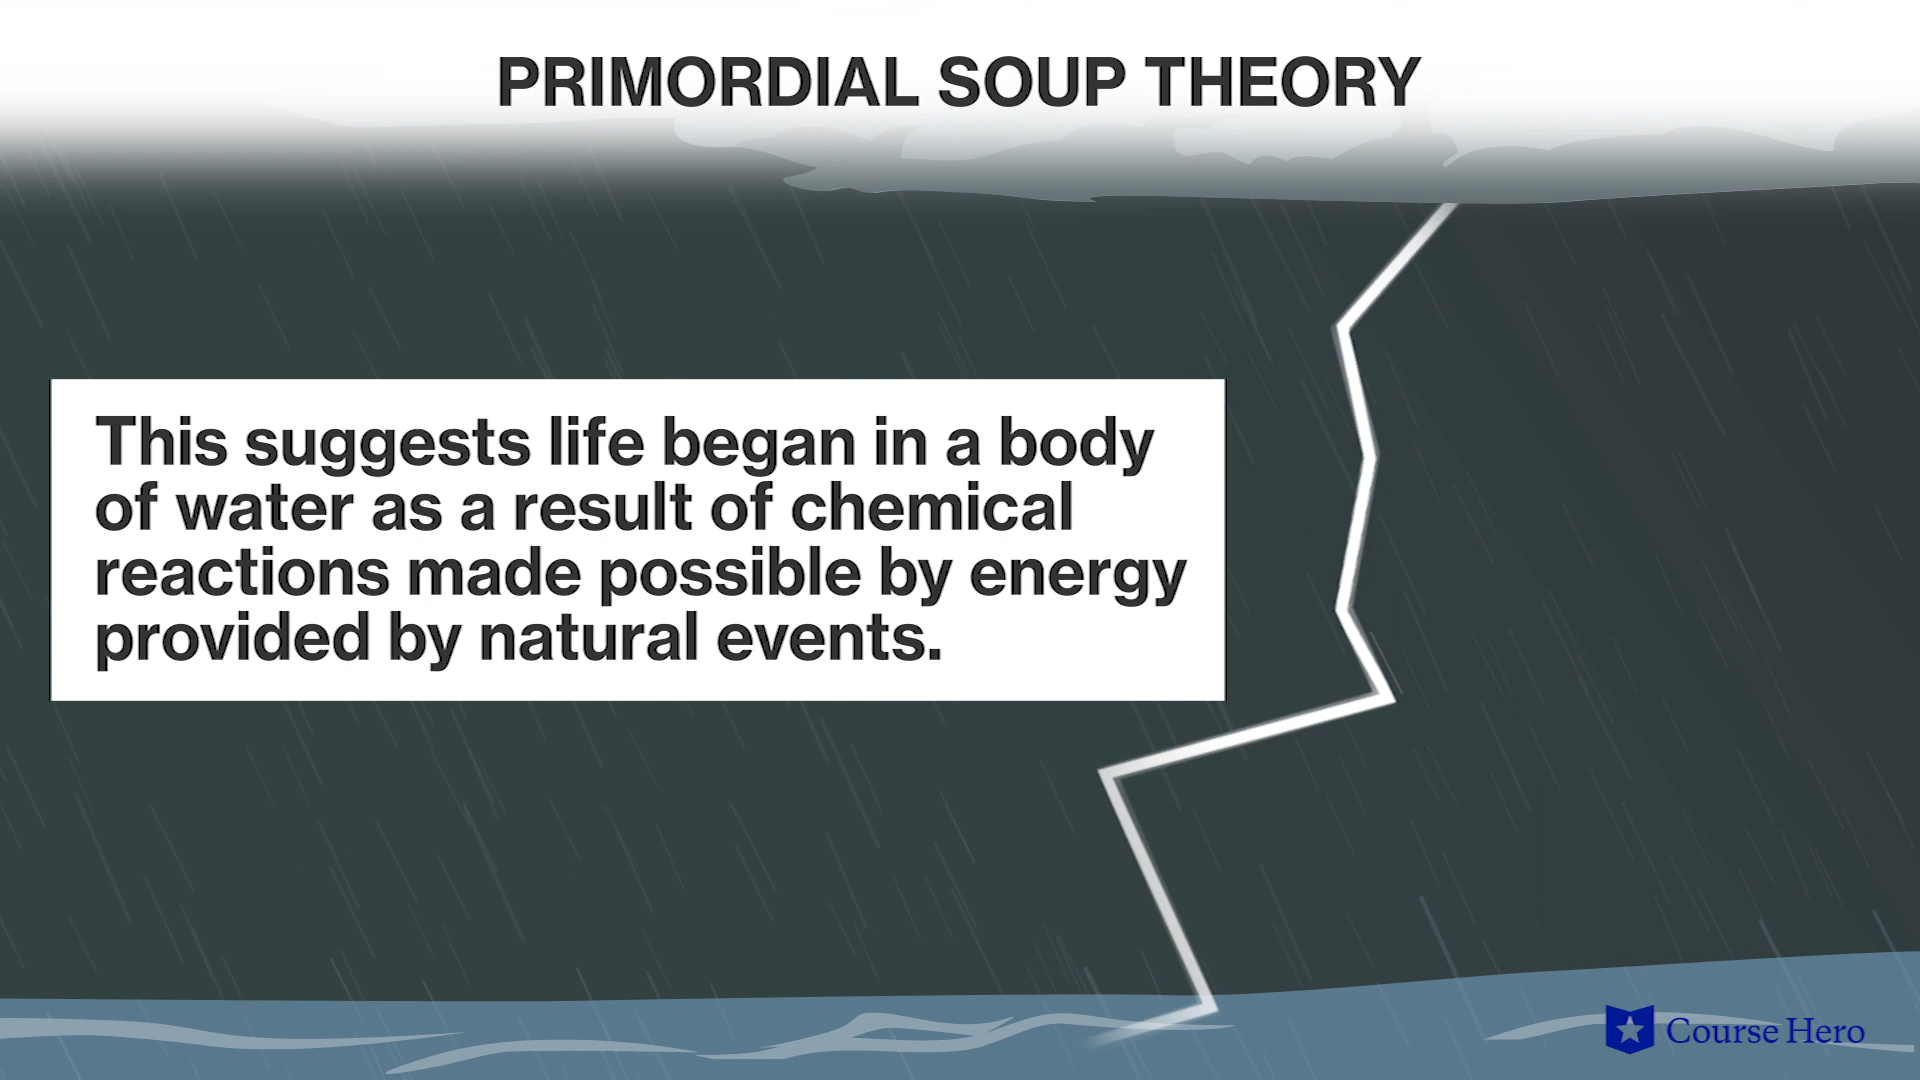 PRIMORDIAL SOUP THEORY
This suggests life began in a body
of water as a result of chemical
reactions made possible by energy
provided by natural events.
Course Hero